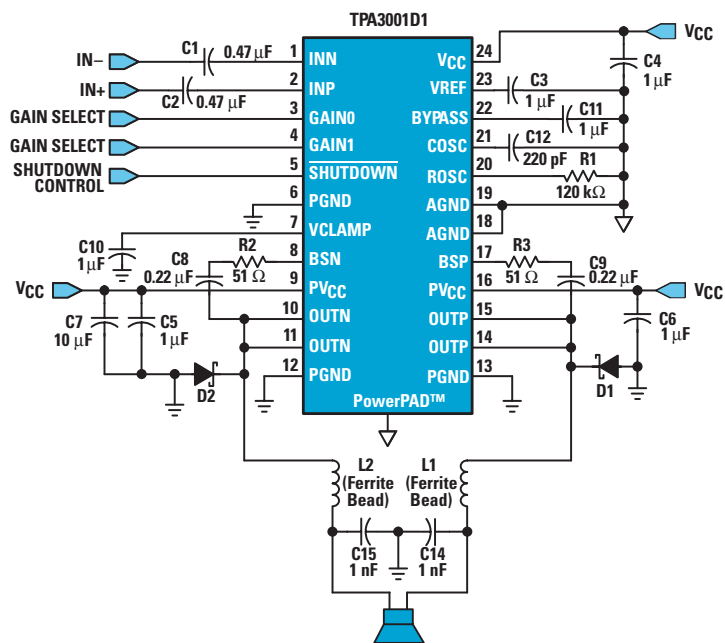 TPA3001D1
IN–
C1
0.47 µF
1
INN
VCC
24
VCC
C4
1 µF
IN+
C2
0.47 µF
2
INP
VREF
23
C3
1 µF
GAIN SELECT
3
GAIN0
BYPASS
22
C11
1 µF
GAIN SELECT
4
GAIN1
COSC
21
C12
220 pF
SHUTDOWN
CONTROL
5
SHUTDOWN
ROSC
20
R1
120 kΩ
6
PGND
AGND
19
7
VCLAMP
AGND
18
C10
1 µF
C8
0.22 µF
R2
51 Ω
8
BSN
BSP
17
R3
51 Ω
C9
0.22 µF
VCC
9
PVCC
PVCC
16
VCC
C7
10 µF
C5
1 µF
10
OUTN
OUTP
15
C6
1 µF
11
OUTN
OUTP
14
12
PGND
PGND
13
D2
D1
PowerPAD™
L2
(Ferrite
Bead)
L1
(Ferrite
Bead)
C15
1 nF
C14
1 nF